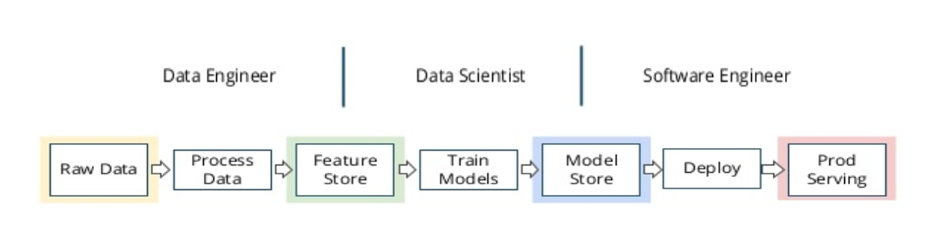 Data Engineer
Data Scientist
Software Engineer
Raw Data
Process
Data
Feature
Store
Train
Models
Model
Store
Deploy
Prod
Serving